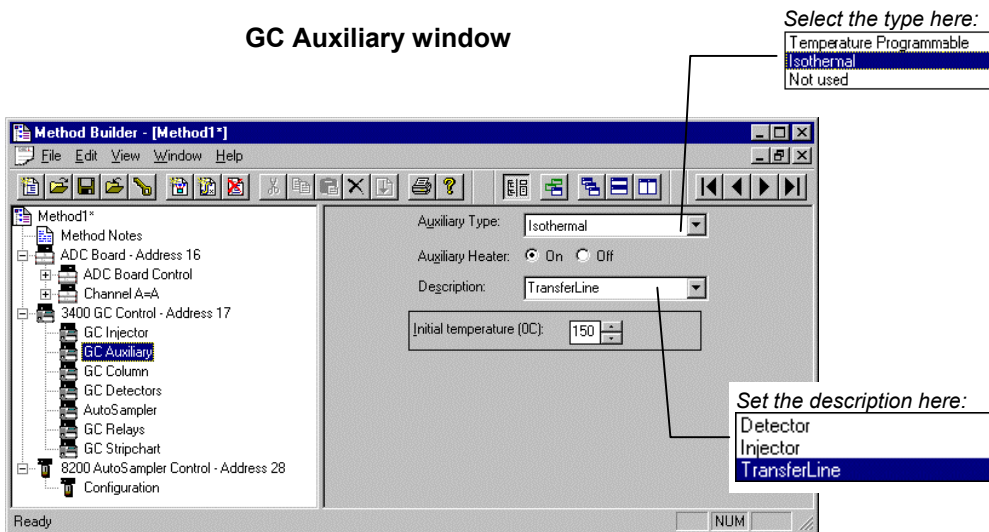 GC Auxiliary window
Select the type here:
Temperature Programmable
Isothermal
Not used
Method Builder - [Method1*]
File Edit View Window Help
Method1*
Method Notes
ADC Board - Address 16
ADC Board Control
Channel A=A
3400 GC Control - Address 17
GC Injector
GC Auxiliary
GC Column
GC Detectors
AutoSampler
GC Relays
GC Stripchart
8200 AutoSampler Control - Address 28
Configuration
Auxiliary Type: Isothermal
Auxiliary Heater: On Off
Description: TransferLine
Initial temperature (0C): 150
Set the description here:
Detector
Injector
TransferLine
Ready NUM